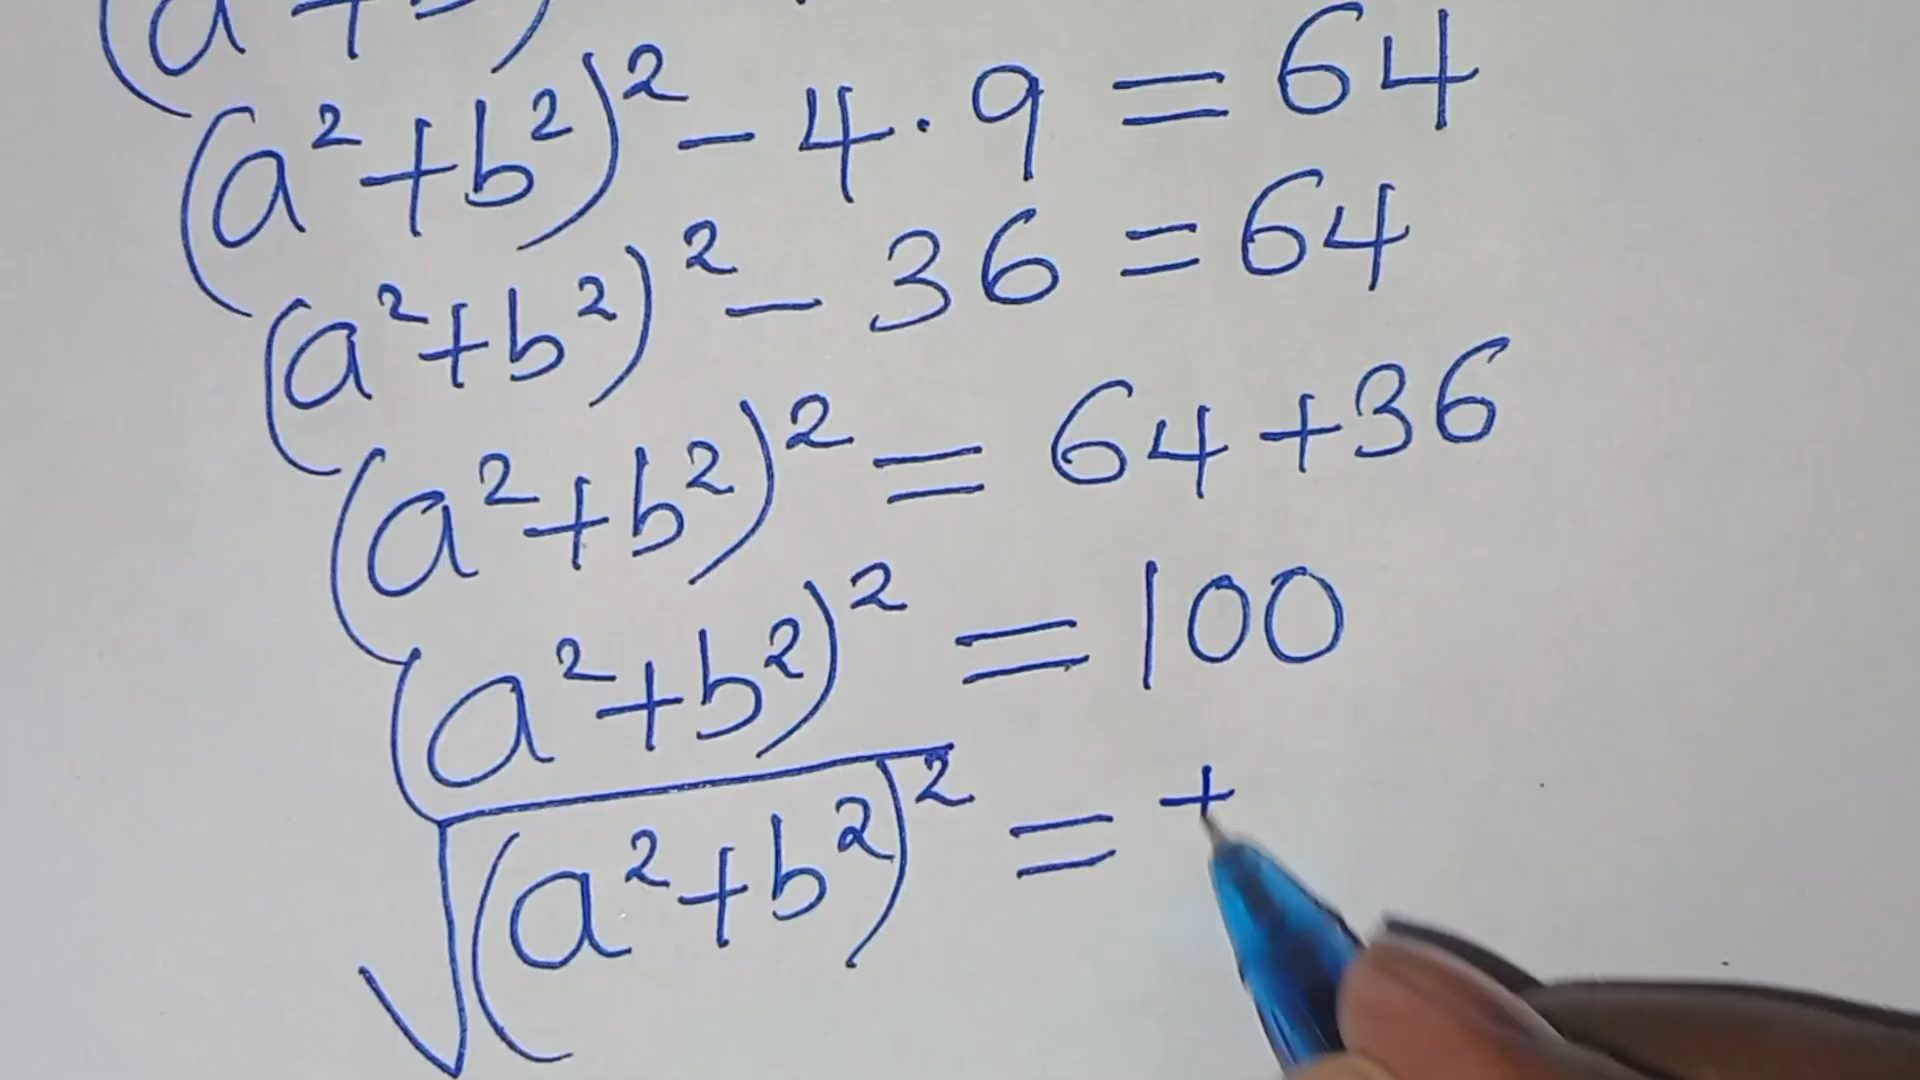 (a² + b²)² − 4 · 9 = 64
(a² + b²)² − 36 = 64
(a² + b²)² = 64 + 36
(a² + b²)² = 100
√(a² + b²)² = +